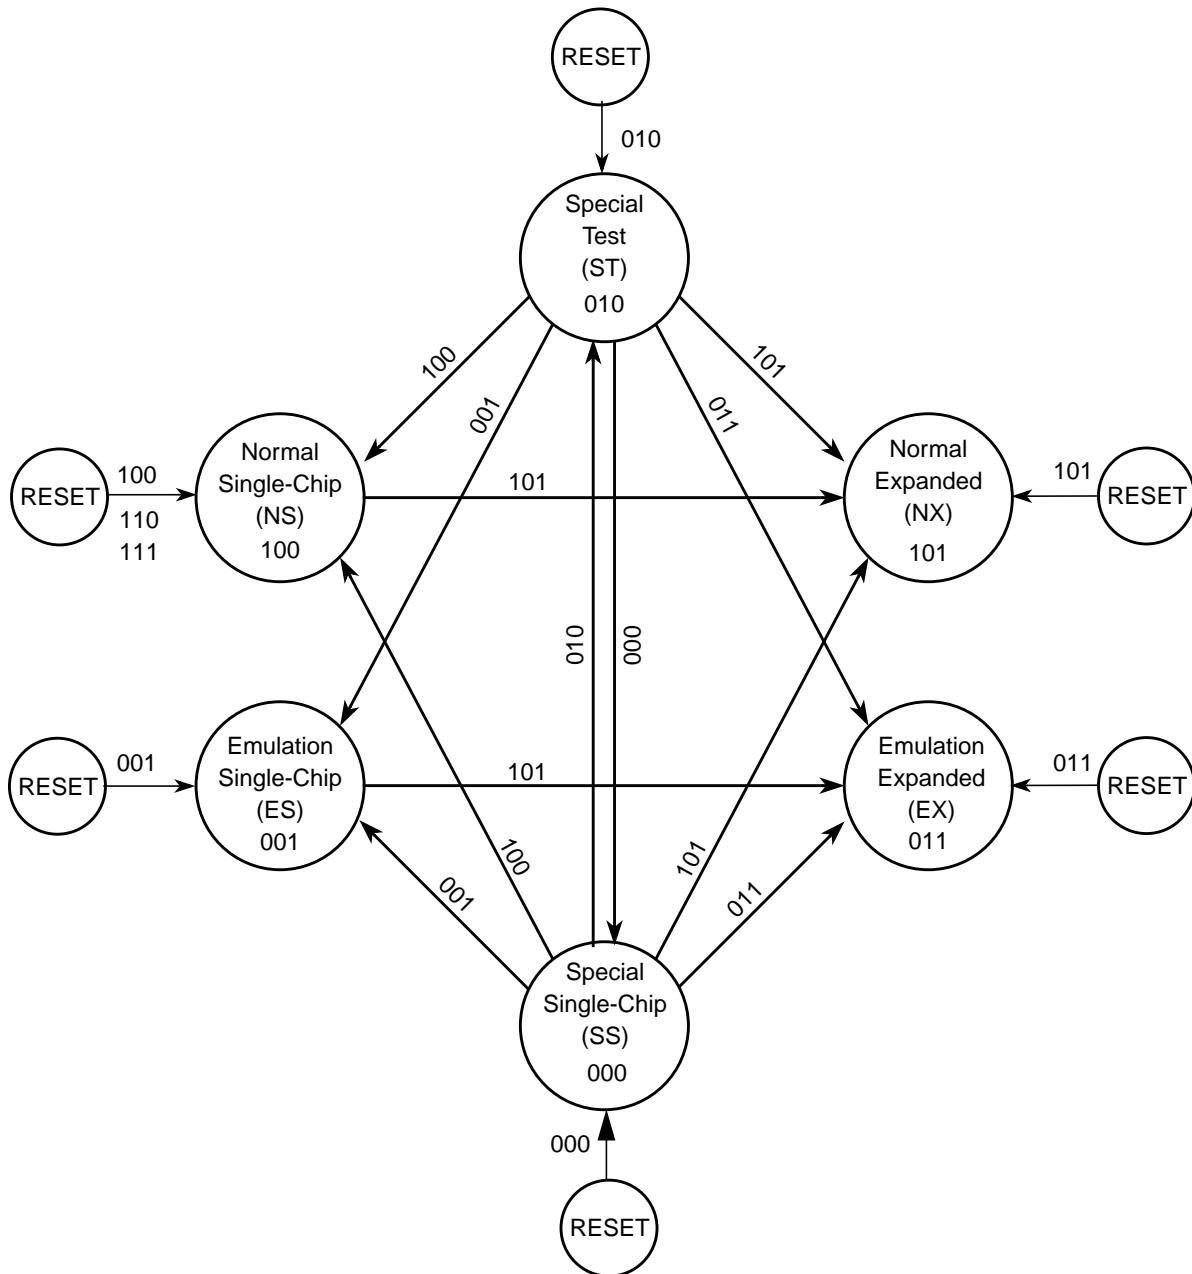 RESET
010
Special
Test
(ST)
010
100
101
001
011
Normal
Single-Chip
(NS)
100
Normal
Expanded
(NX)
101
RESET
100
110
111
101
101
RESET
010
000
Emulation
Single-Chip
(ES)
001
Emulation
Expanded
(EX)
011
RESET
001
101
011
RESET
001
100
101
011
Special
Single-Chip
(SS)
000
000
RESET